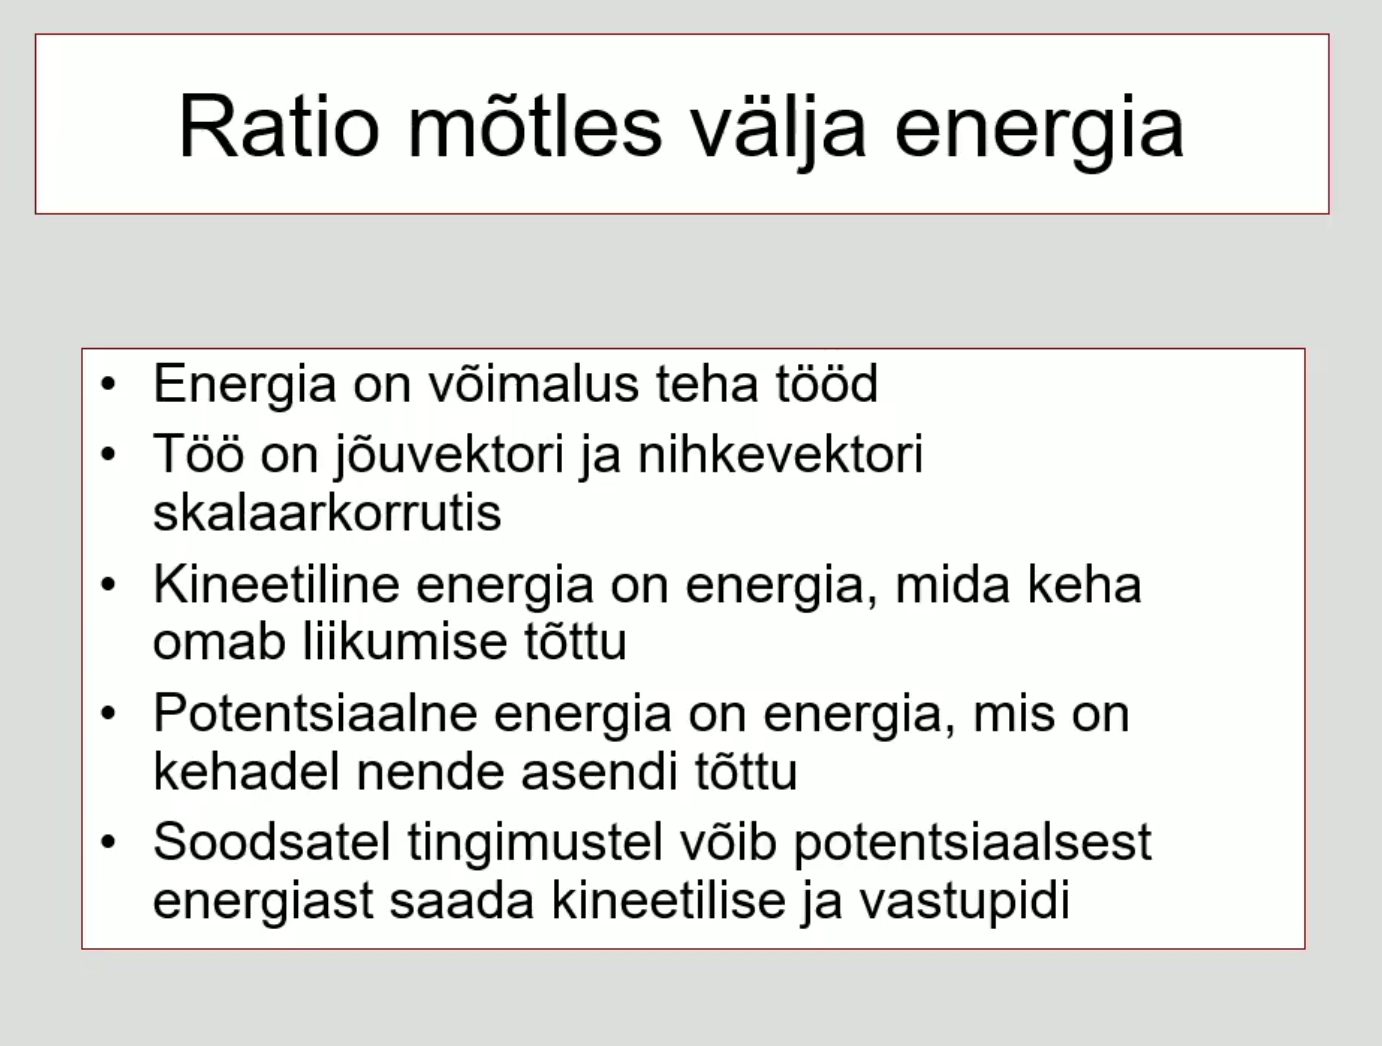 Ratio mõtles välja energia
• Energia on võimalus teha tööd
• Töö on jõuvektori ja nihkevektori
skalaarkorrutis
• Kineetiline energia on energia, mida keha
omab liikumise tõttu
• Potentsiaalne energia on energia, mis on
kehadel nende asendi tõttu
• Soodsatel tingimustel võib potentsiaalsest
energiast saada kineetilise ja vastupidi